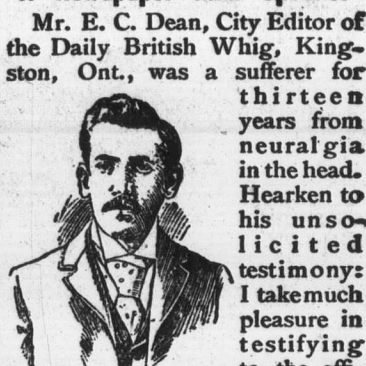 Mr. E. C. Dean, City Editor of
the Daily British Whig, King-
ston, Ont., was a sufferer for
thirteen
years from
neuralgia
in the head.
Hearken to
his unso-
licited
testimony:
I take much
pleasure in
testifying